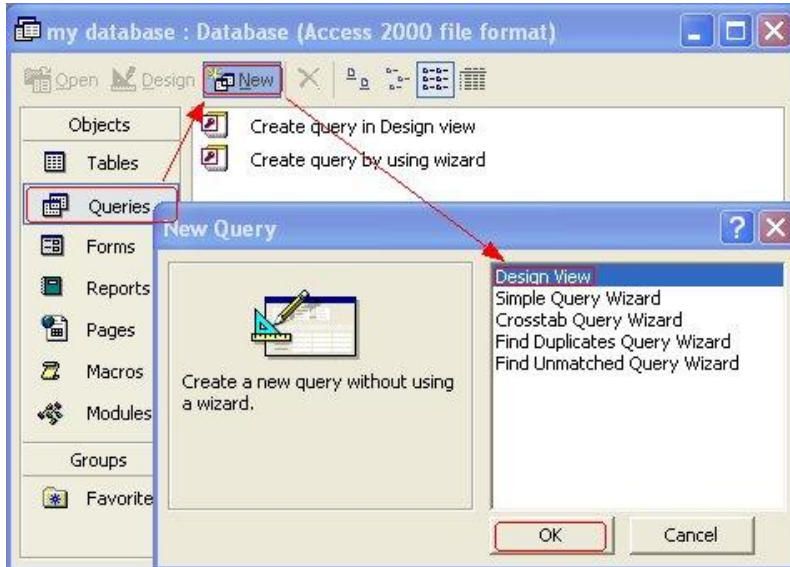 my database : Database (Access 2000 file format)
Open Design New
Objects
Tables
Queries
Forms
Reports
Pages
Macros
Modules
Groups
Favorite
Create query in Design view
Create query by using wizard
New Query
Create a new query without using
a wizard.
Design View
Simple Query Wizard
Crosstab Query Wizard
Find Duplicates Query Wizard
Find Unmatched Query Wizard
OK Cancel